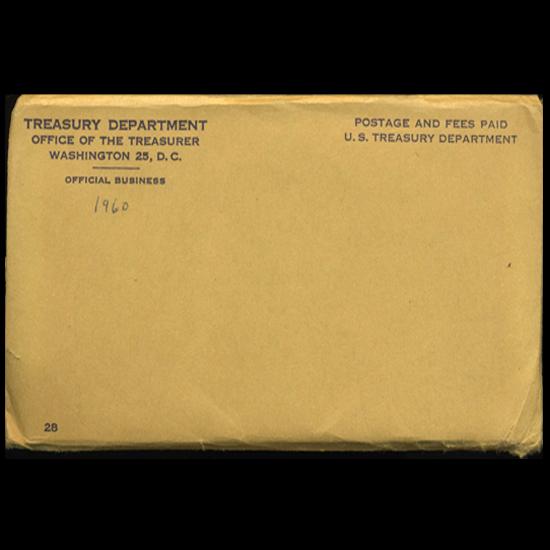 TREASURY DEPARTMENT
OFFICE OF THE TREASURER
WASHINGTON 25, D. C.
OFFICIAL BUSINESS
1960
POSTAGE AND FEES PAID
U. S. TREASURY DEPARTMENT
28